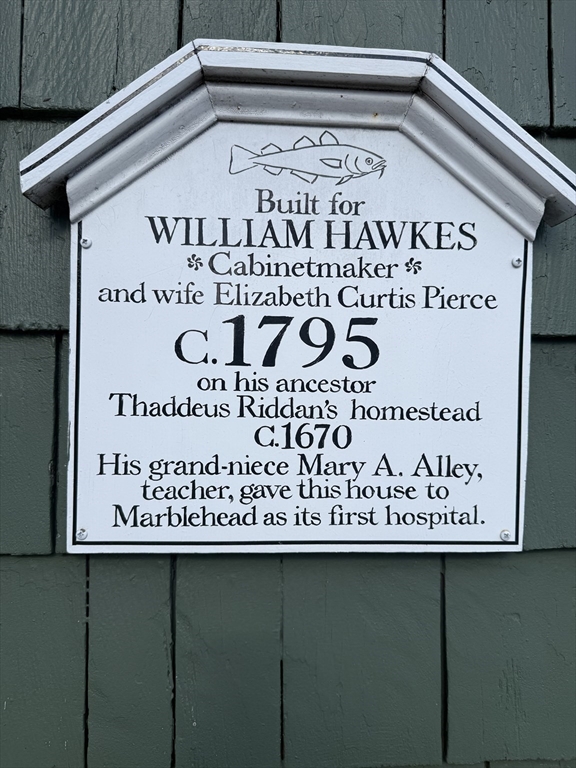 Built for
WILLIAM HAWKES
Cabinetmaker
and wife Elizabeth Curtis Pierce
C.1795
on his ancestor
Thaddeus Riddan's homestead
C.1670
His grand-niece Mary A. Alley,
teacher, gave this house to
Marblehead as its first hospital.